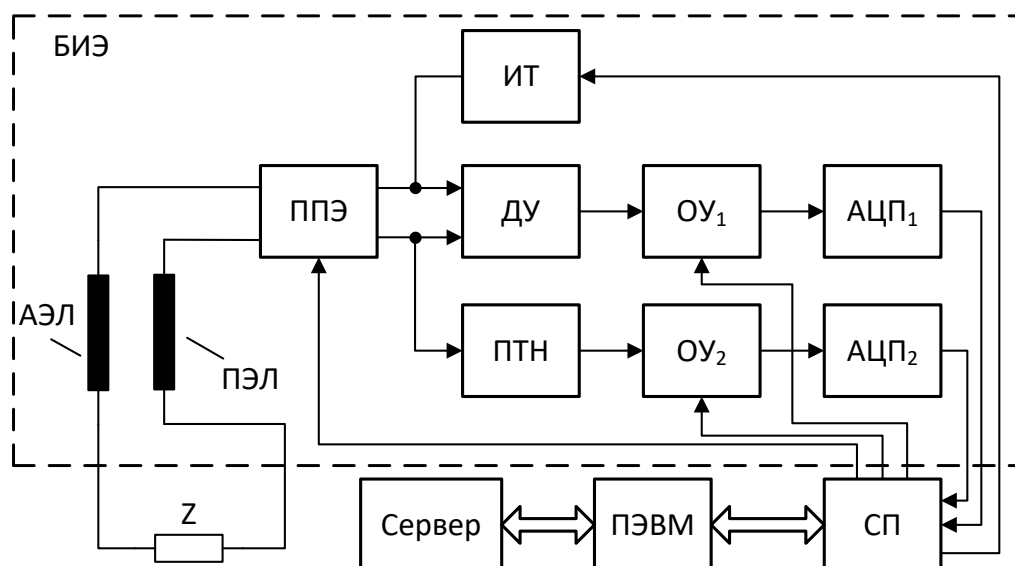 БИЭ
ИТ
ППЭ
ДУ
ОУ₁
АЦП₁
АЭЛ
ПЭЛ
ПТН
ОУ₂
АЦП₂
Z
Сервер
ПЭВМ
СП